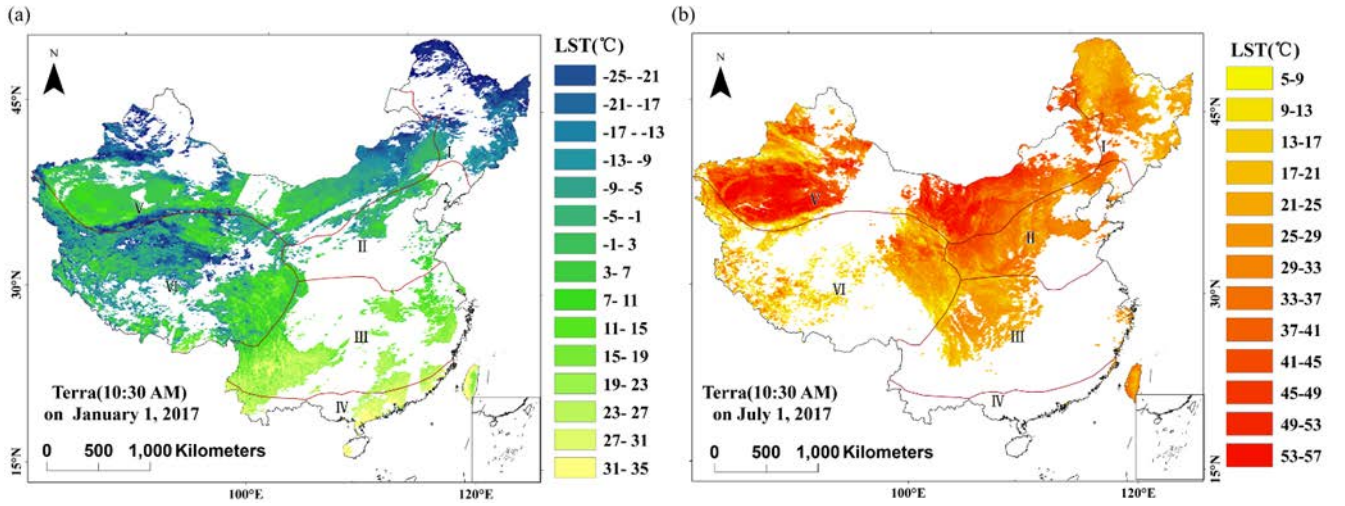 (a)
N
45°N
30°N
15°N
100°E
120°E
I
II
III
IV
V
VI
Terra(10:30 AM)
on January 1, 2017
0 500 1,000 Kilometers
LST(℃)
-25- -21
-21- -17
-17 - -13
-13- -9
-9 - -5
-5 - -1
-1- 3
3- 7
7- 11
11- 15
15- 19
19- 23
23- 27
27- 31
31- 35
(b)
N
45°N
30°N
15°N
100°E
120°E
I
II
III
IV
V
VI
Terra(10:30 AM)
on July 1, 2017
0 500 1,000 Kilometers
LST(℃)
5-9
9-13
13-17
17-21
21-25
25-29
29-33
33-37
37-41
41-45
45-49
49-53
53-57